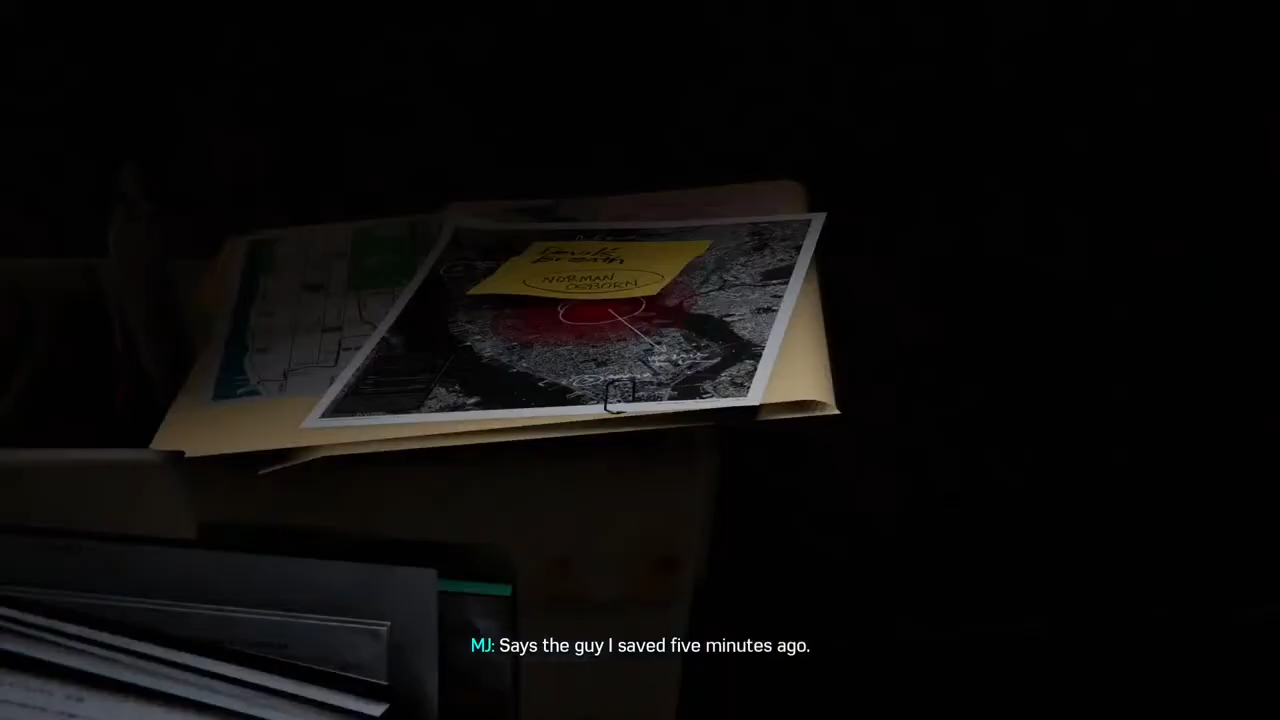 Devil's
Breath
NORMAN
OSBORN
MJ: Says the guy I saved five minutes ago.